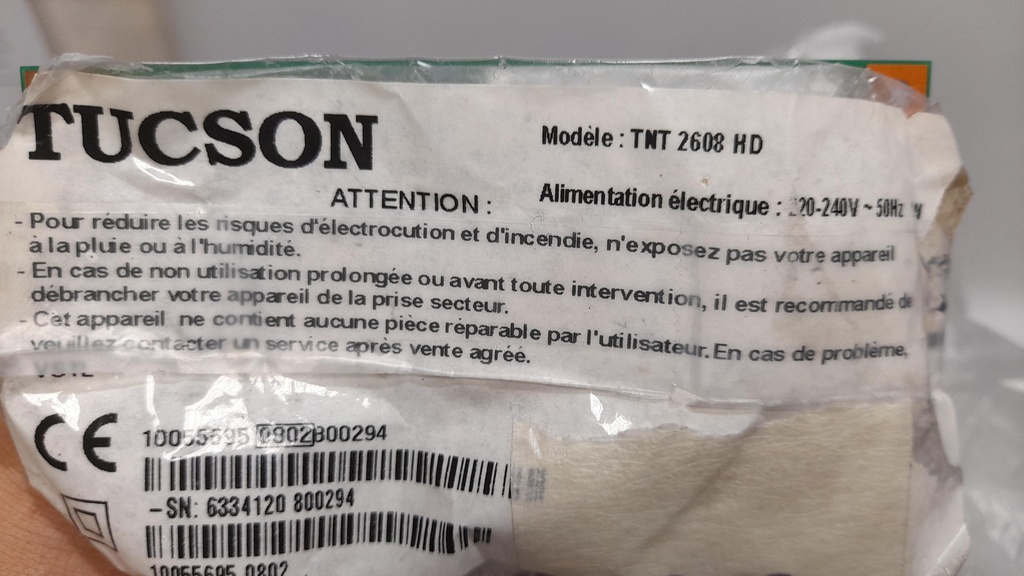 TUCSON
Modèle : TNT 2608 HD
ATTENTION :
Alimentation électrique : 20-240V ~ 50Hz
- Pour réduire les risques d'électrocution et d'incendie, n'exposez pas votre appareil
à la pluie ou à l'humidité.
- En cas de non utilisation prolongée ou avant toute intervention, il est recommandé de
débrancher votre appareil de la prise secteur.
- Cet appareil ne contient aucune pièce réparable par l'utilisateur. En cas de problème,
veuillez contacter un service après vente agréé.
CE
10055695 0802 800294
-SN: 6334120 800294
10055695 0802